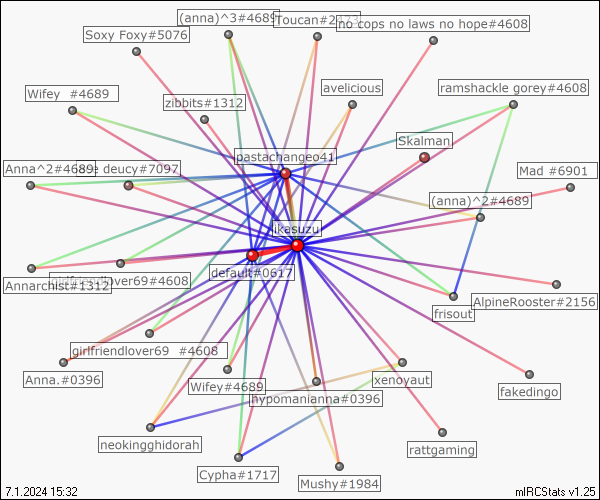 (anna)^3#4689
Toucan#2473
no cops no laws no hope#4608
Soxy Foxy#5076
Wifey #4689
zibbits#1312
avelicious
ramshackle gorey#4608
Skalman
pastachangeo41
Anna^2#4689
deucy#7097
Mad #6901
(anna)^2#4689
ikasuzu
default#0617
Annarchist#1312
girlfriendlover69#4608
AlpineRooster#2156
frisout
girlfriendlover69 #4608
Anna.#0396
Wifey#4689
xenoyaut
hypomanianna#0396
fakedingo
neokingghidorah
rattgaming
Cypha#1717
Mushy#1984
7.1.2024 15:32
mIRCStats v1.25